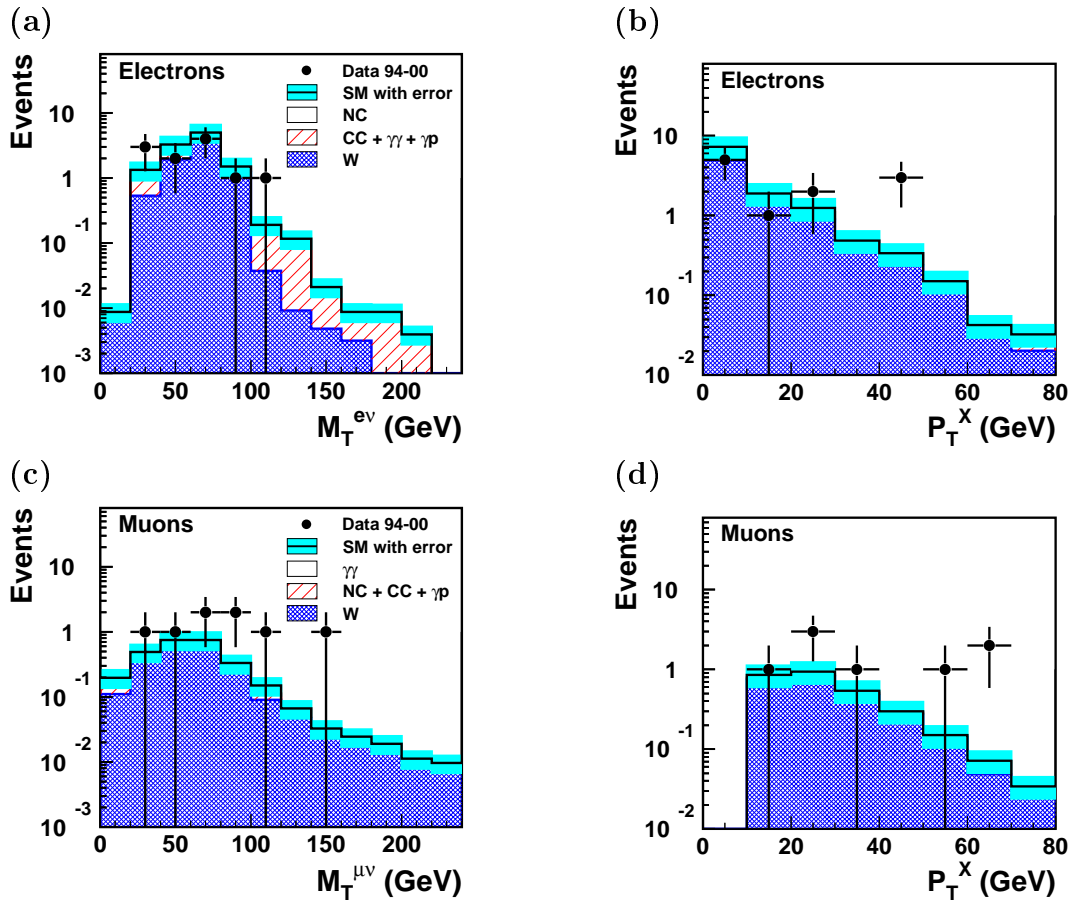 (a)
Events
Electrons
Data 94-00
SM with error
NC
CC + γγ + γp
W
10
1
10 -1
10 -2
10 -3
0 50 100 150 200
M_T^eν (GeV)
(b)
Events
Electrons
10
1
10 -1
10 -2
0 20 40 60 80
P_T^X (GeV)
(c)
Events
Muons
Data 94-00
SM with error
γγ
NC + CC + γp
W
10
1
10 -1
10 -2
10 -3
0 50 100 150 200
M_T^μν (GeV)
(d)
Events
Muons
10
1
10 -1
10 -2
0 20 40 60 80
P_T^X (GeV)